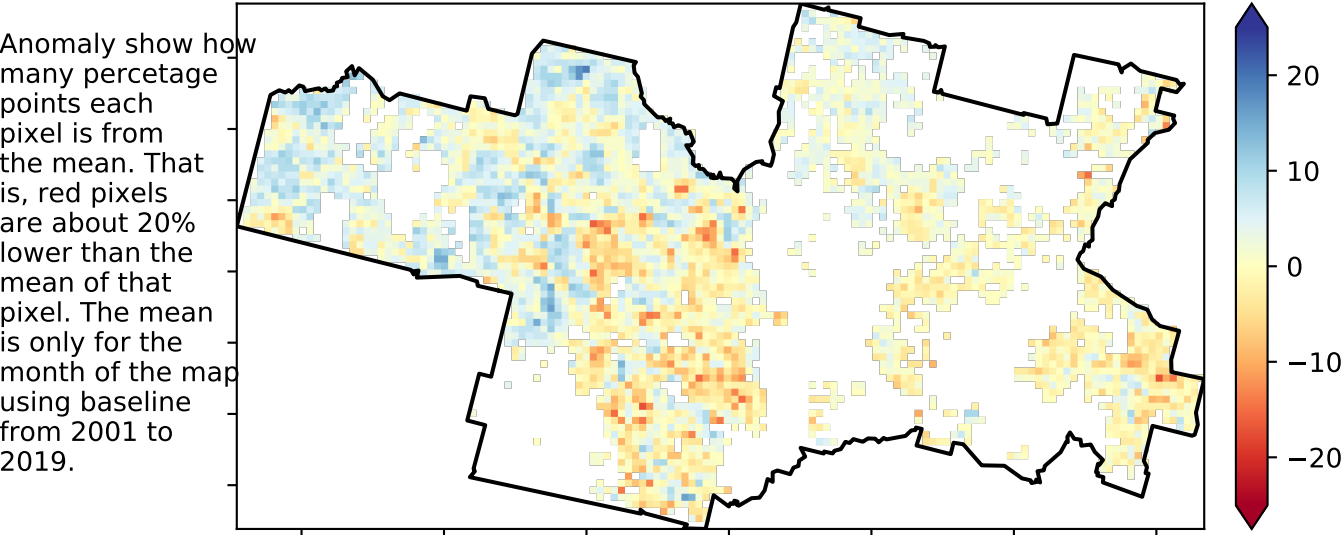 Anomaly show how
many percetage
points each
pixel is from
the mean. That
is, red pixels
are about 20%
lower than the
mean of that
pixel. The mean
is only for the
month of the map
using baseline
from 2001 to
2019.
20
10
0
−10
−20